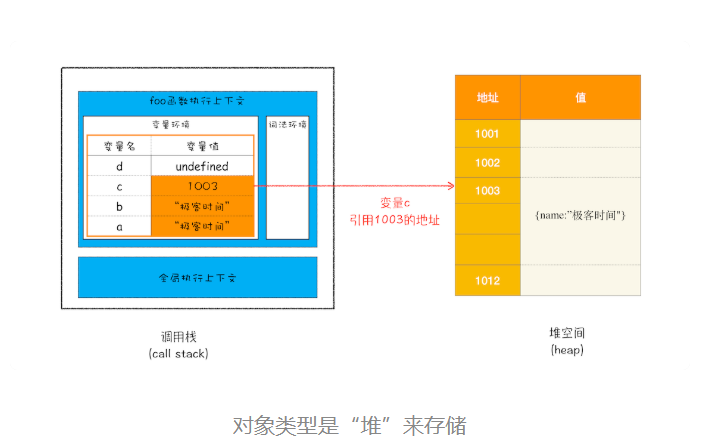 foo函数执行上下文
变量环境
词法环境
变量名 变量值
d undefined
c 1003
b “极客时间”
a “极客时间”
全局执行上下文
调用栈
(call stack)
变量c
引用1003的地址
地址 值
1001
1002
1003
{name:”极客时间"}
1012
堆空间
(heap)
对象类型是“堆”来存储